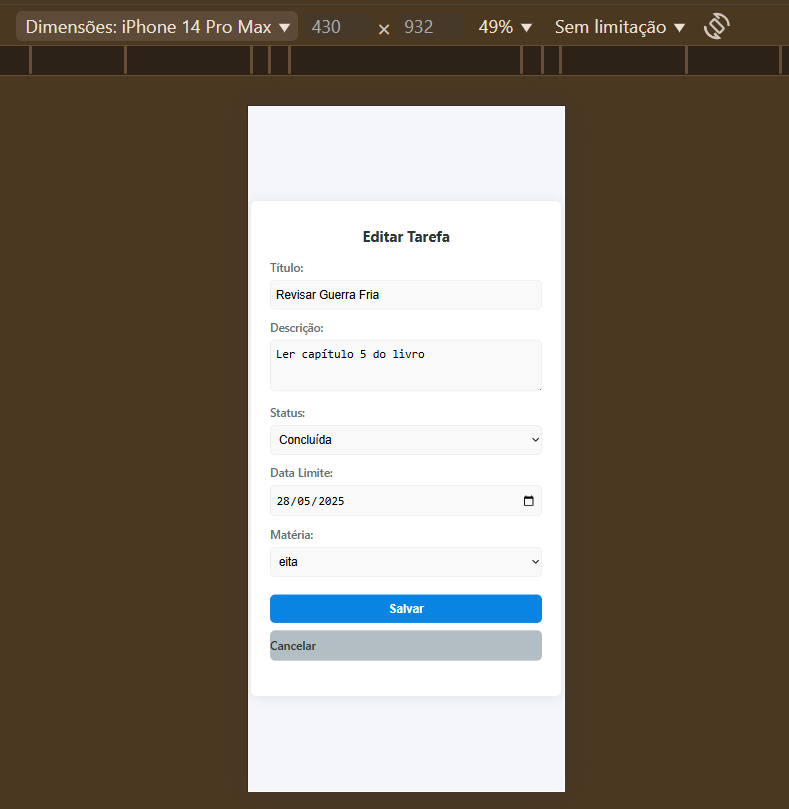 Dimensões: iPhone 14 Pro Max ▼ 430 × 932 49% ▼ Sem limitação ▼
Editar Tarefa
Título:
Revisar Guerra Fria
Descrição:
Ler capítulo 5 do livro
Status:
Concluída
Data Limite:
28/05/2025
Matéria:
eita
Salvar
Cancelar